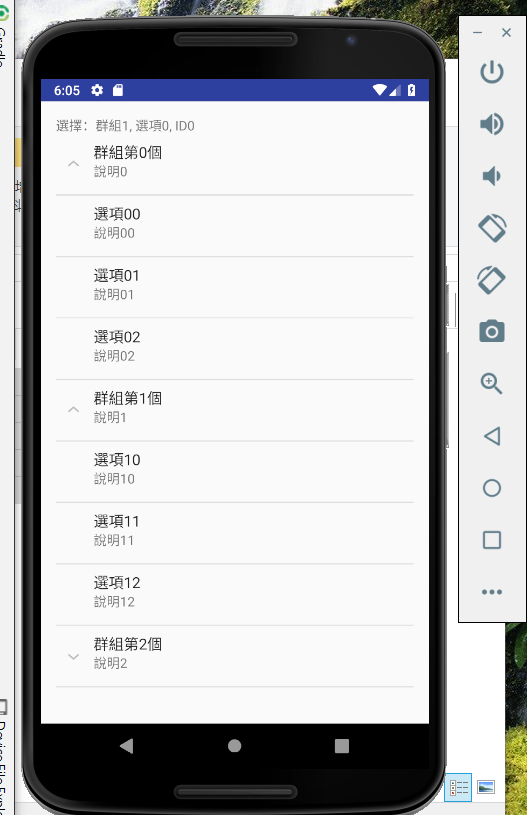 Gradle
6:05
選擇：群組1, 選項0, ID0
群組第0個
說明0
選項00
說明00
選項01
說明01
選項02
說明02
群組第1個
說明1
選項10
說明10
選項11
說明11
選項12
說明12
群組第2個
說明2